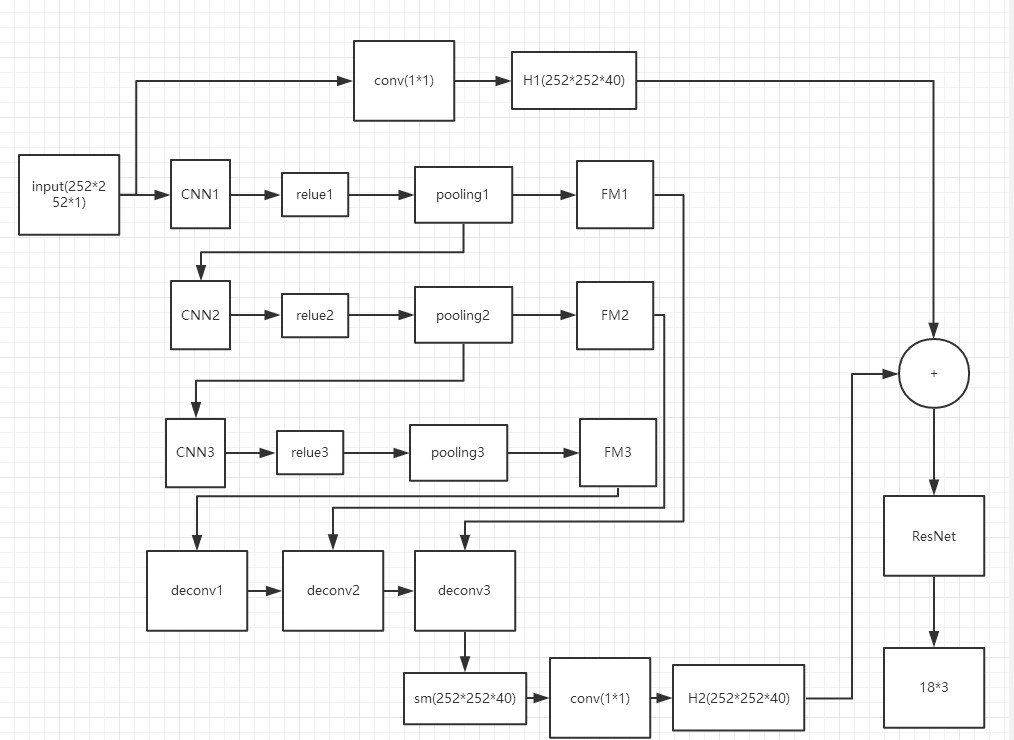 conv(1*1)
H1(252*252*40)
input(252*2
52*1)
CNN1
relue1
pooling1
FM1
CNN2
relue2
pooling2
FM2
+
CNN3
relue3
pooling3
FM3
ResNet
deconv1
deconv2
deconv3
sm(252*252*40)
conv(1*1)
H2(252*252*40)
18*3